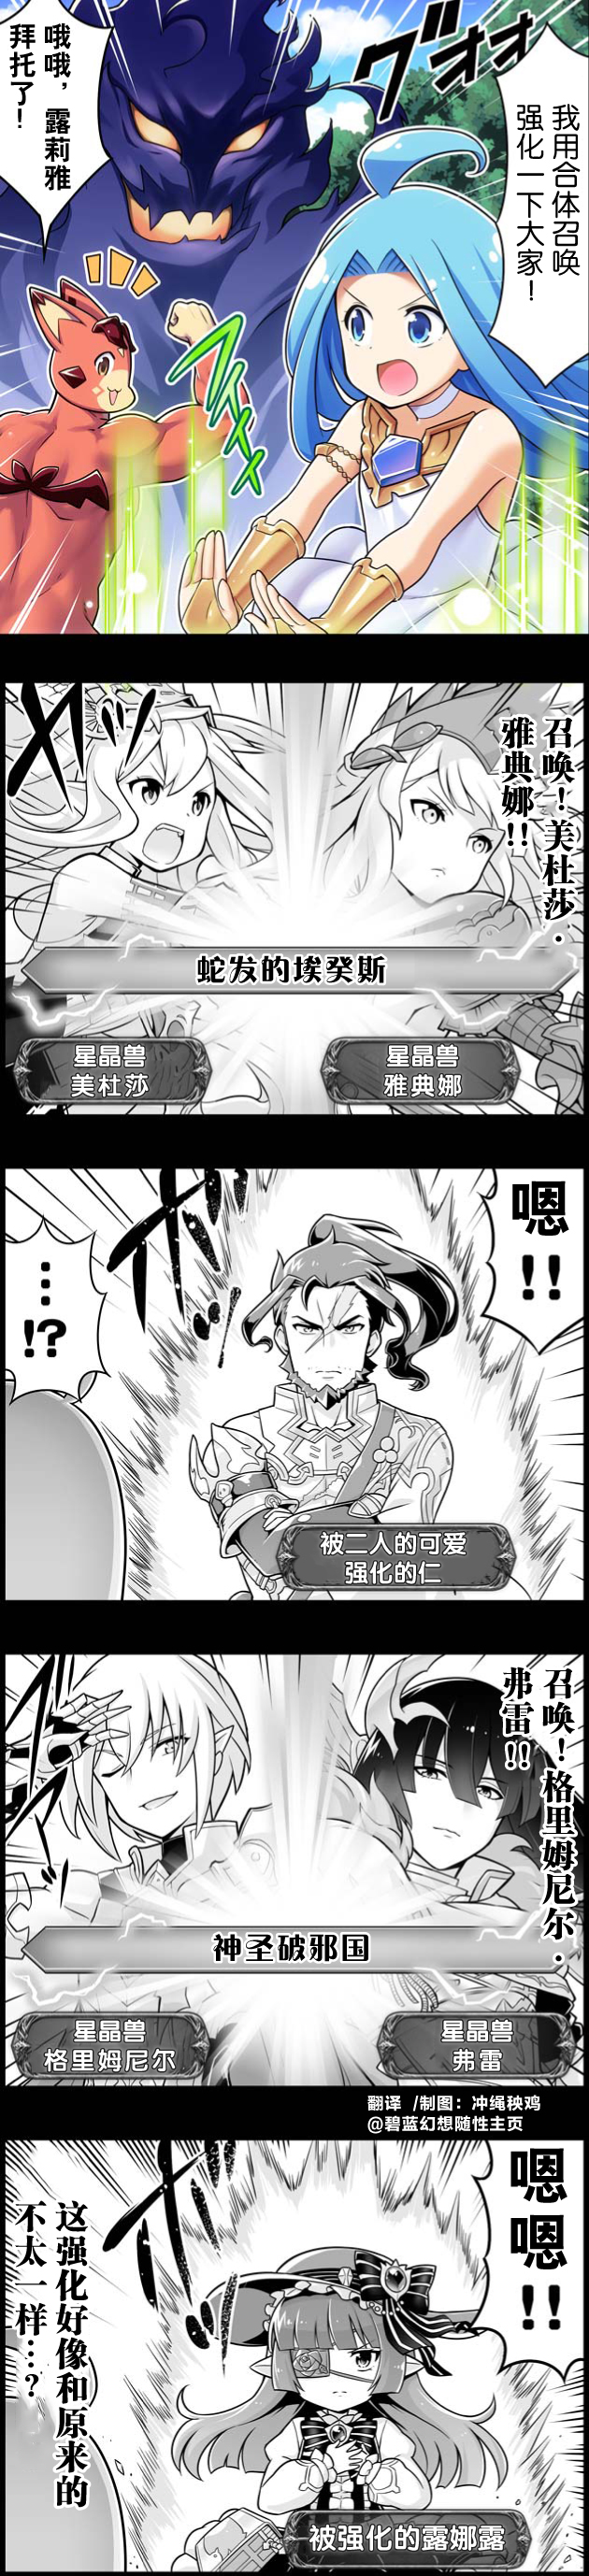 グオオ
我用合体召唤
强化一下大家！
哦哦，露莉雅
拜托了！
召唤！美杜莎·
雅典娜!!
蛇发的埃癸斯
星晶兽
美杜莎
星晶兽
雅典娜
嗯!!
…!?
被二人的可爱
强化的仁
召唤！格里姆尼尔·
弗雷!!
神圣破邪国
星晶兽
格里姆尼尔
星晶兽
弗雷
翻译 /制图：冲绳秧鸡
@碧蓝幻想随性主页
嗯嗯!!
这强化好像和原来的
不太一样…?
被强化的露娜露